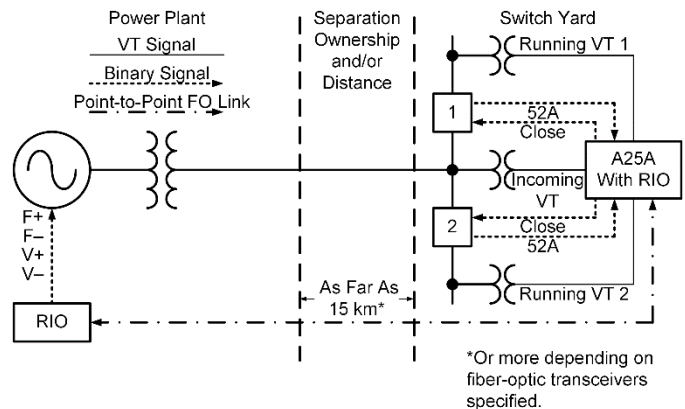 Power Plant
VT Signal
Binary Signal
Point-to-Point FO Link
Separation
Ownership
and/or
Distance
Switch Yard
Running VT 1
1
52A
Close
A25A
With RIO
Incoming
VT
2
Close
52A
Running VT 2
F+
F–
V+
V–
RIO
As Far As
15 km*
*Or more depending on
fiber-optic transceivers
specified.